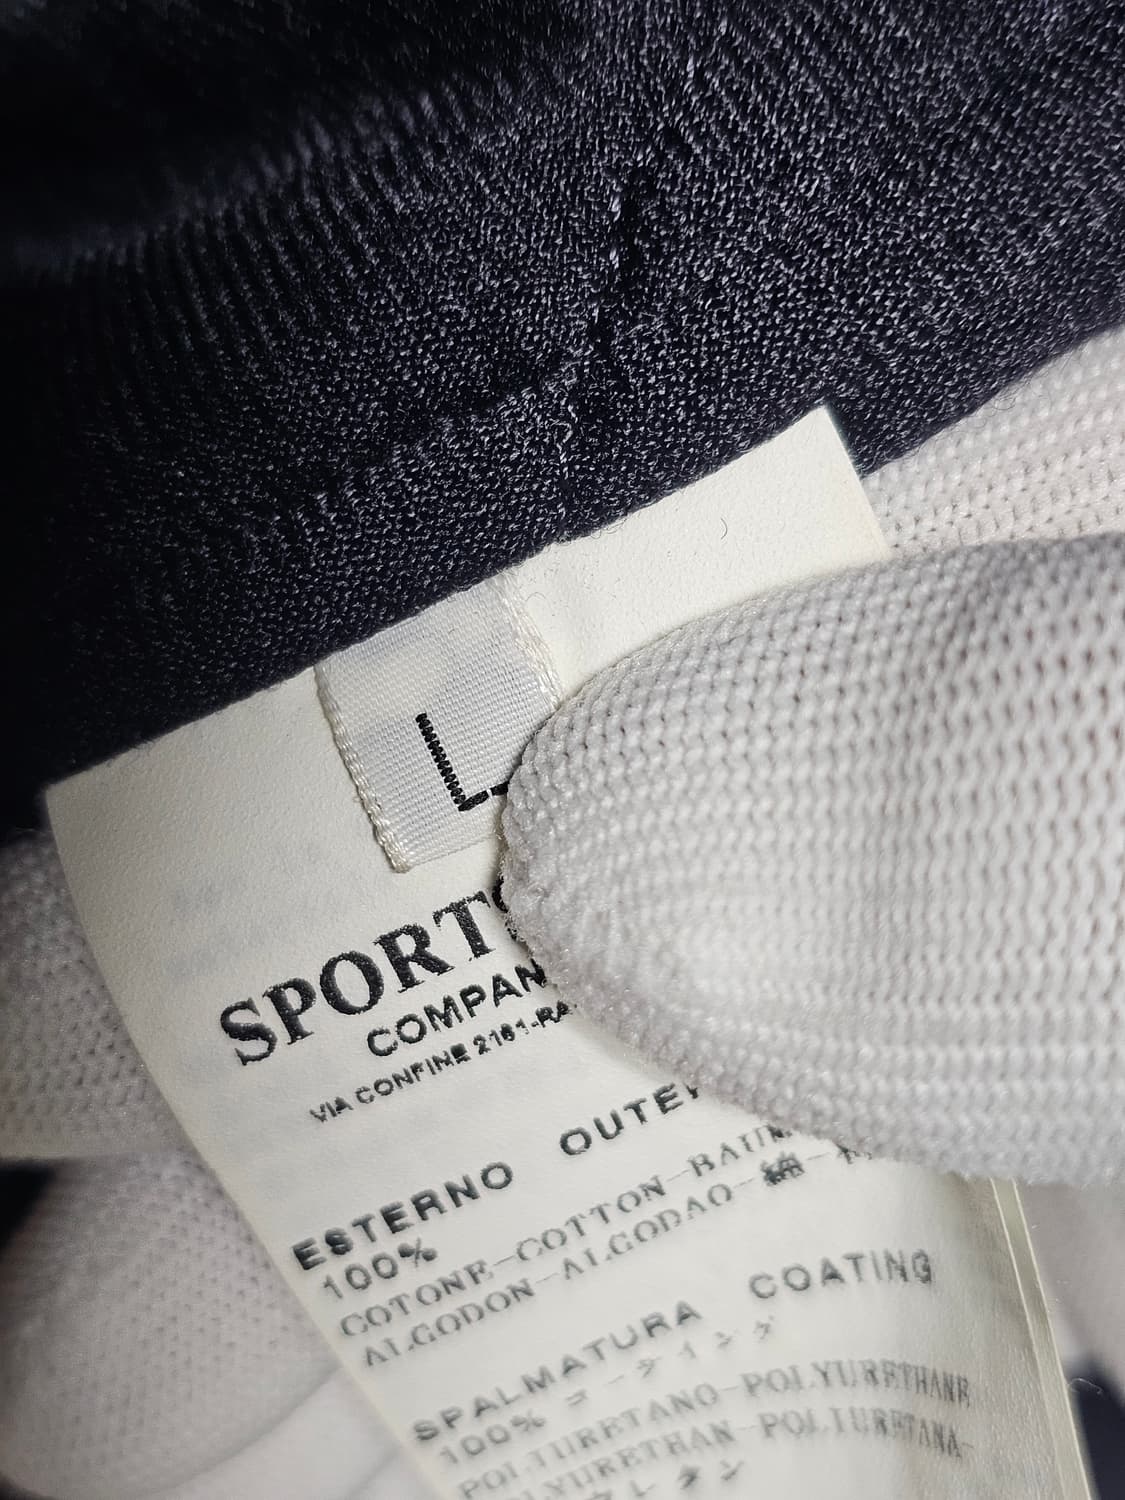 L
SPORTS
COMPAN
VIA CONFINE 2161-RA
ESTERNO OUTER
100%
COTONE-COTTON-BAUM
ALGODON-ALGODAO-綿-
SPALMATURA COATING
100% コーティング
POLIURETANO-POLYURETHANE
POLYURETHAN-POLIURETANA-
ウレタン